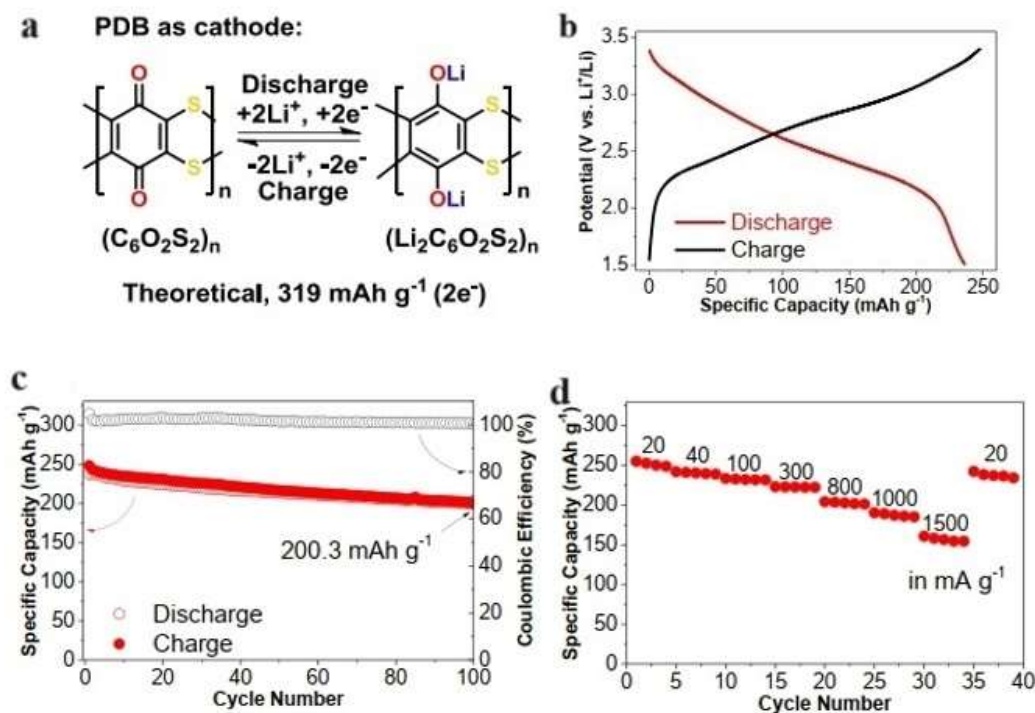 a PDB as cathode:
O
S
Discharge
+2Li⁺, +2e⁻
-2Li⁺, -2e⁻
Charge
S
O
n
(C₆O₂S₂)ₙ
OLi
S
S
OLi
n
(Li₂C₆O₂S₂)ₙ
Theoretical, 319 mAh g⁻¹ (2e⁻)
b
Potential (V vs. Li⁺/Li)
3.5
3.0
2.5
2.0
1.5
Discharge
Charge
0 50 100 150 200 250
Specific Capacity (mAh g⁻¹)
c
Specific Capacity (mAh g⁻¹)
300
250
200
150
100
50
0
200.3 mAh g⁻¹
Discharge
Charge
0 20 40 60 80 100
Cycle Number
100
80
60
40
20
0
Coulombic Efficiency (%)
d
Specific Capacity (mAh g⁻¹)
300
250
200
150
100
50
0
20 40 100 300 800 1000 1500 20
in mA g⁻¹
0 5 10 15 20 25 30 35 40
Cycle Number